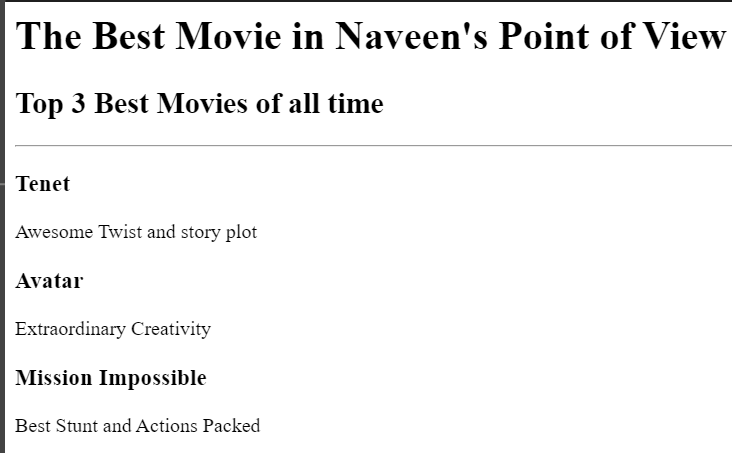 The Best Movie in Naveen's Point of View
Top 3 Best Movies of all time
Tenet
Awesome Twist and story plot
Avatar
Extraordinary Creativity
Mission Impossible
Best Stunt and Actions Packed